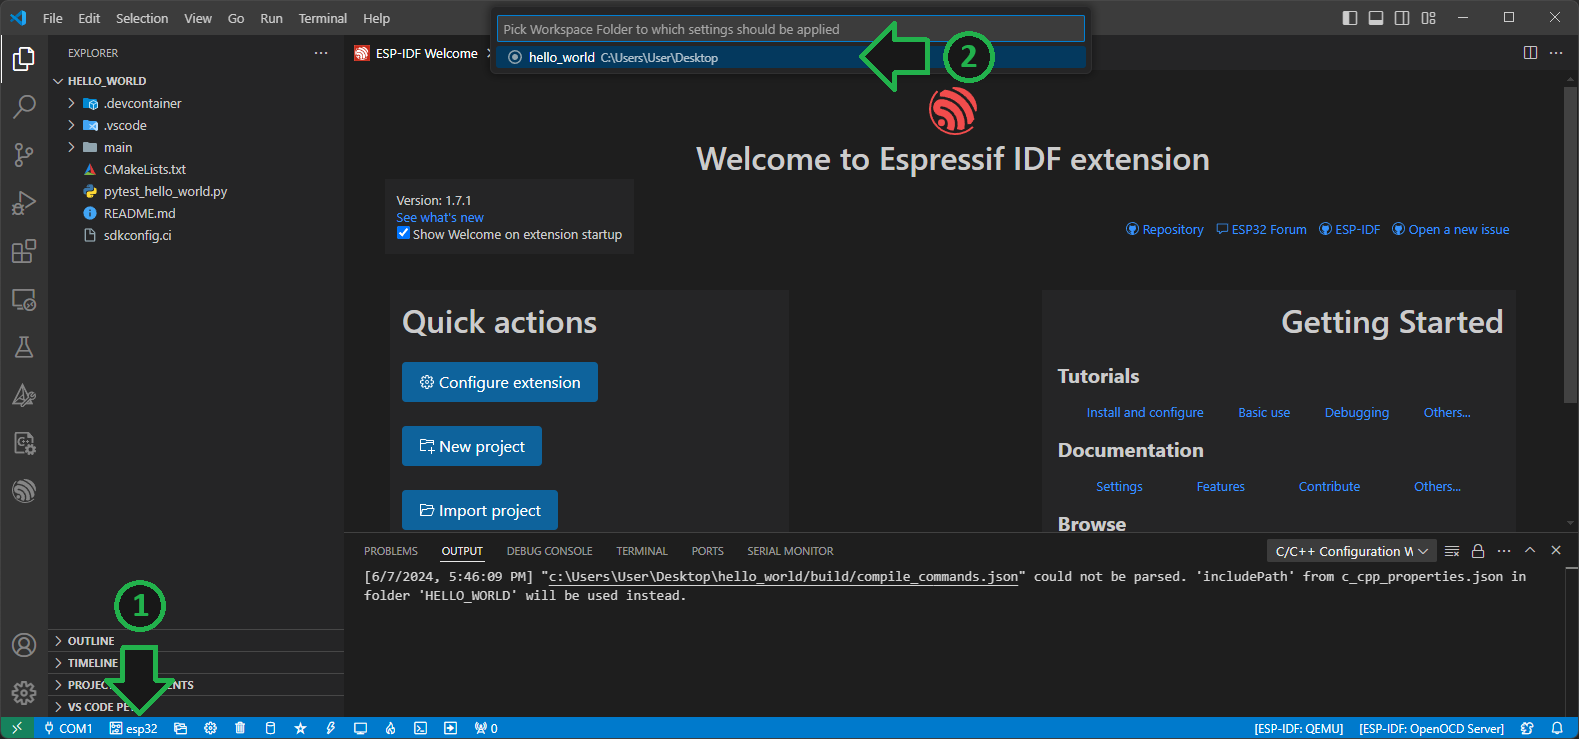 File Edit Selection View Go Run Terminal Help
Pick Workspace Folder to which settings should be applied
hello_world C:\Users\User\Desktop
2
EXPLORER
ESP-IDF Welcome
HELLO_WORLD
.devcontainer
.vscode
main
CMakeLists.txt
pytest_hello_world.py
README.md
sdkconfig.ci
Welcome to Espressif IDF extension
Version: 1.7.1
See what's new
Show Welcome on extension startup
Repository ESP32 Forum ESP-IDF Open a new issue
Quick actions
Configure extension
New project
Import project
Getting Started
Tutorials
Install and configure Basic use Debugging Others...
Documentation
Settings Features Contribute Others...
Browse
PROBLEMS OUTPUT DEBUG CONSOLE TERMINAL PORTS SERIAL MONITOR
C/C++ Configuration W
[6/7/2024, 5:46:09 PM] "c:\Users\User\Desktop\hello_world/build/compile_commands.json" could not be parsed. 'includePath' from c_cpp_properties.json in
folder 'HELLO_WORLD' will be used instead.
1
OUTLINE
TIMELINE
PROJEC ENTS
VS CODE PE
COM1 esp32 0 [ESP-IDF: QEMU] [ESP-IDF: OpenOCD Server]